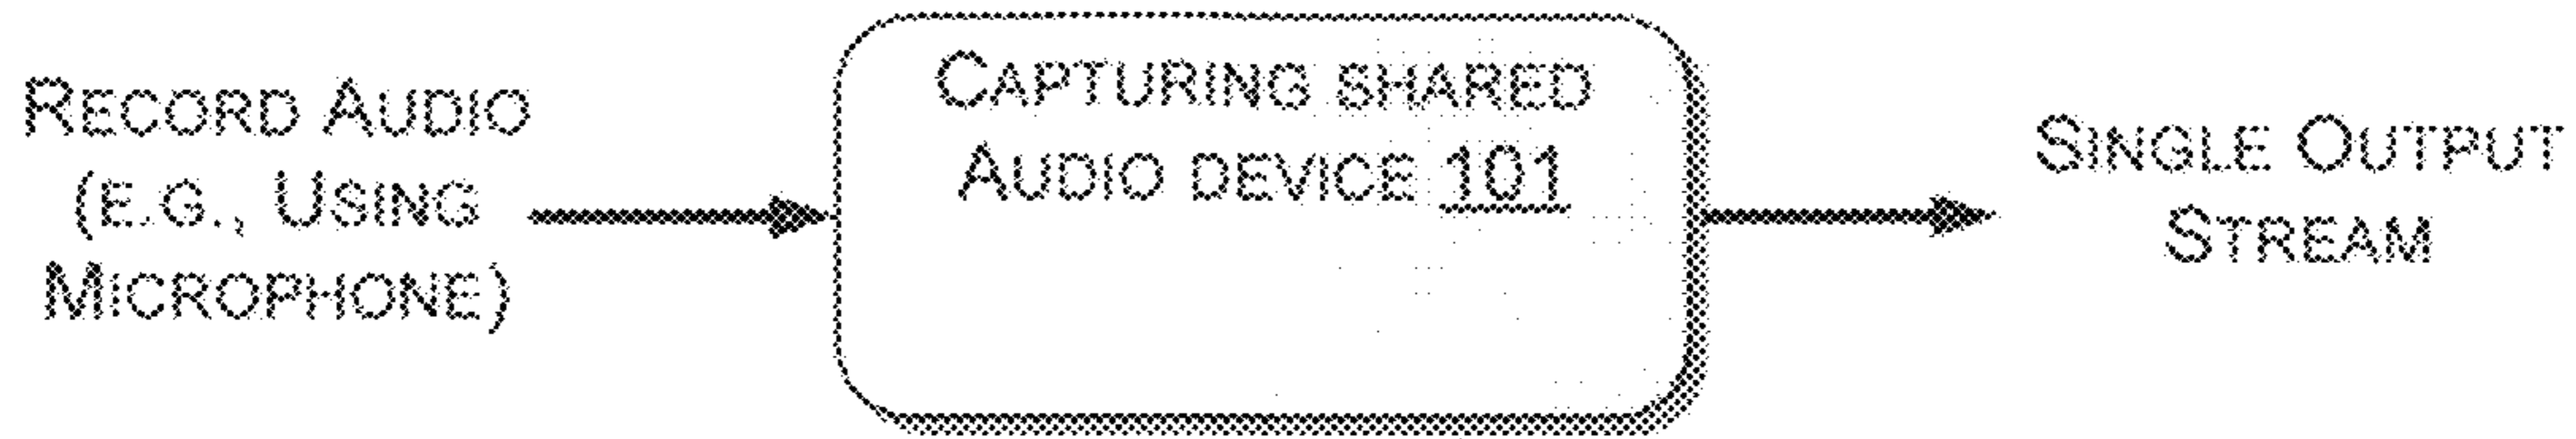 RECORD AUDIO
(E.G., USING
MICROPHONE)
CAPTURING SHARED
AUDIO DEVICE 101
SINGLE OUTPUT
STREAM